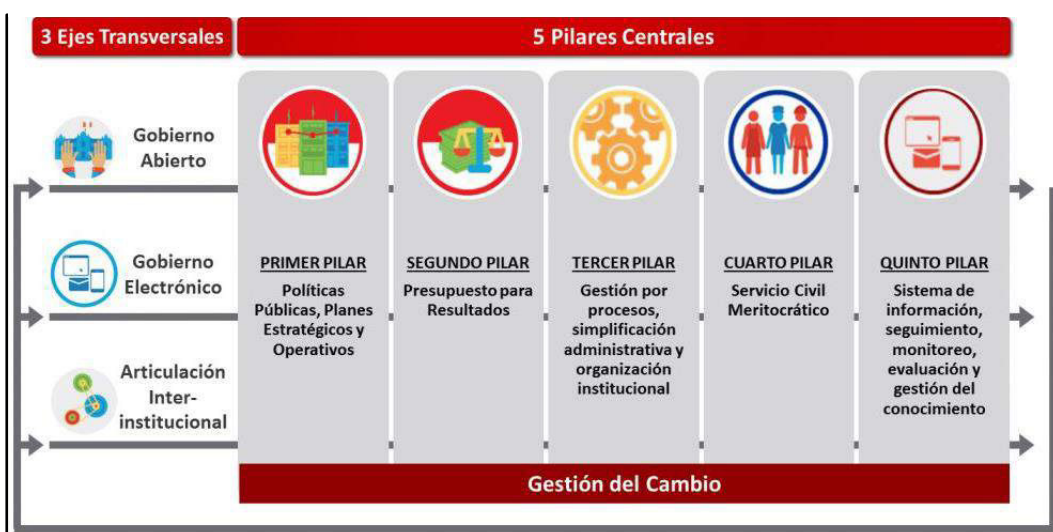 3 Ejes Transversales
5 Pilares Centrales
Gobierno
Abierto
Gobierno
Electrónico
Articulación
Inter-
institucional
PRIMER PILAR
Políticas
Públicas, Planes
Estratégicos y
Operativos
SEGUNDO PILAR
Presupuesto para
Resultados
TERCER PILAR
Gestión por
procesos,
simplificación
administrativa y
organización
institucional
CUARTO PILAR
Servicio Civil
Meritocrático
QUINTO PILAR
Sistema de
información,
seguimiento,
monitoreo,
evaluación y
gestión del
conocimiento
Gestión del Cambio